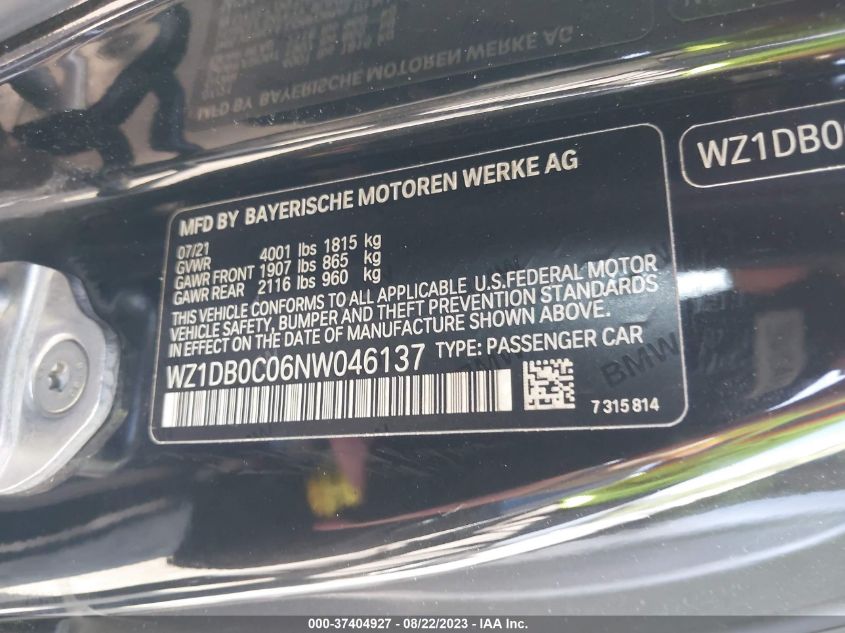 MFD BY BAYERISCHE MOTOREN WERKE AG
WZ1DB0
07/21
GVWR 4001 lbs 1815 kg
GAWR FRONT 1907 lbs 865 kg
GAWR REAR 2116 lbs 960 kg
THIS VEHICLE CONFORMS TO ALL APPLICABLE U.S.FEDERAL MOTOR
VEHICLE SAFETY, BUMPER AND THEFT PREVENTION STANDARDS
IN EFFECT ON THE DATE OF MANUFACTURE SHOWN ABOVE.
WZ1DB0C06NW046137 TYPE: PASSENGER CAR
BMW
7 315 814
000-37404927 - 08/22/2023 - IAA Inc.